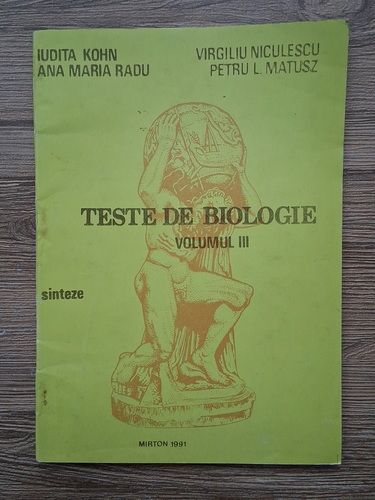 IUDITA KOHN
ANA MARIA RADU
VIRGILIU NICULESCU
PETRU L. MATUSZ
TESTE DE BIOLOGIE
VOLUMUL III
sinteze
MIRTON 1991